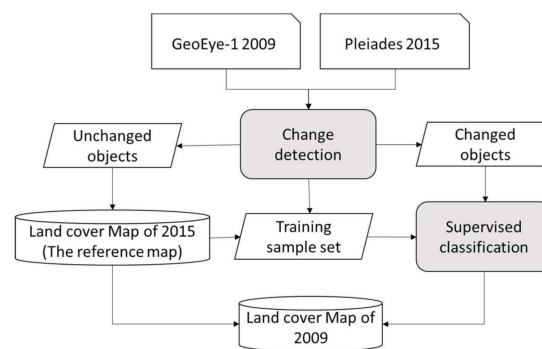 GeoEye-1 2009
Pleiades 2015
Unchanged
objects
Change
detection
Changed
objects
Land cover Map of 2015
(The reference map)
Training
sample set
Supervised
classification
Land cover Map of
2009